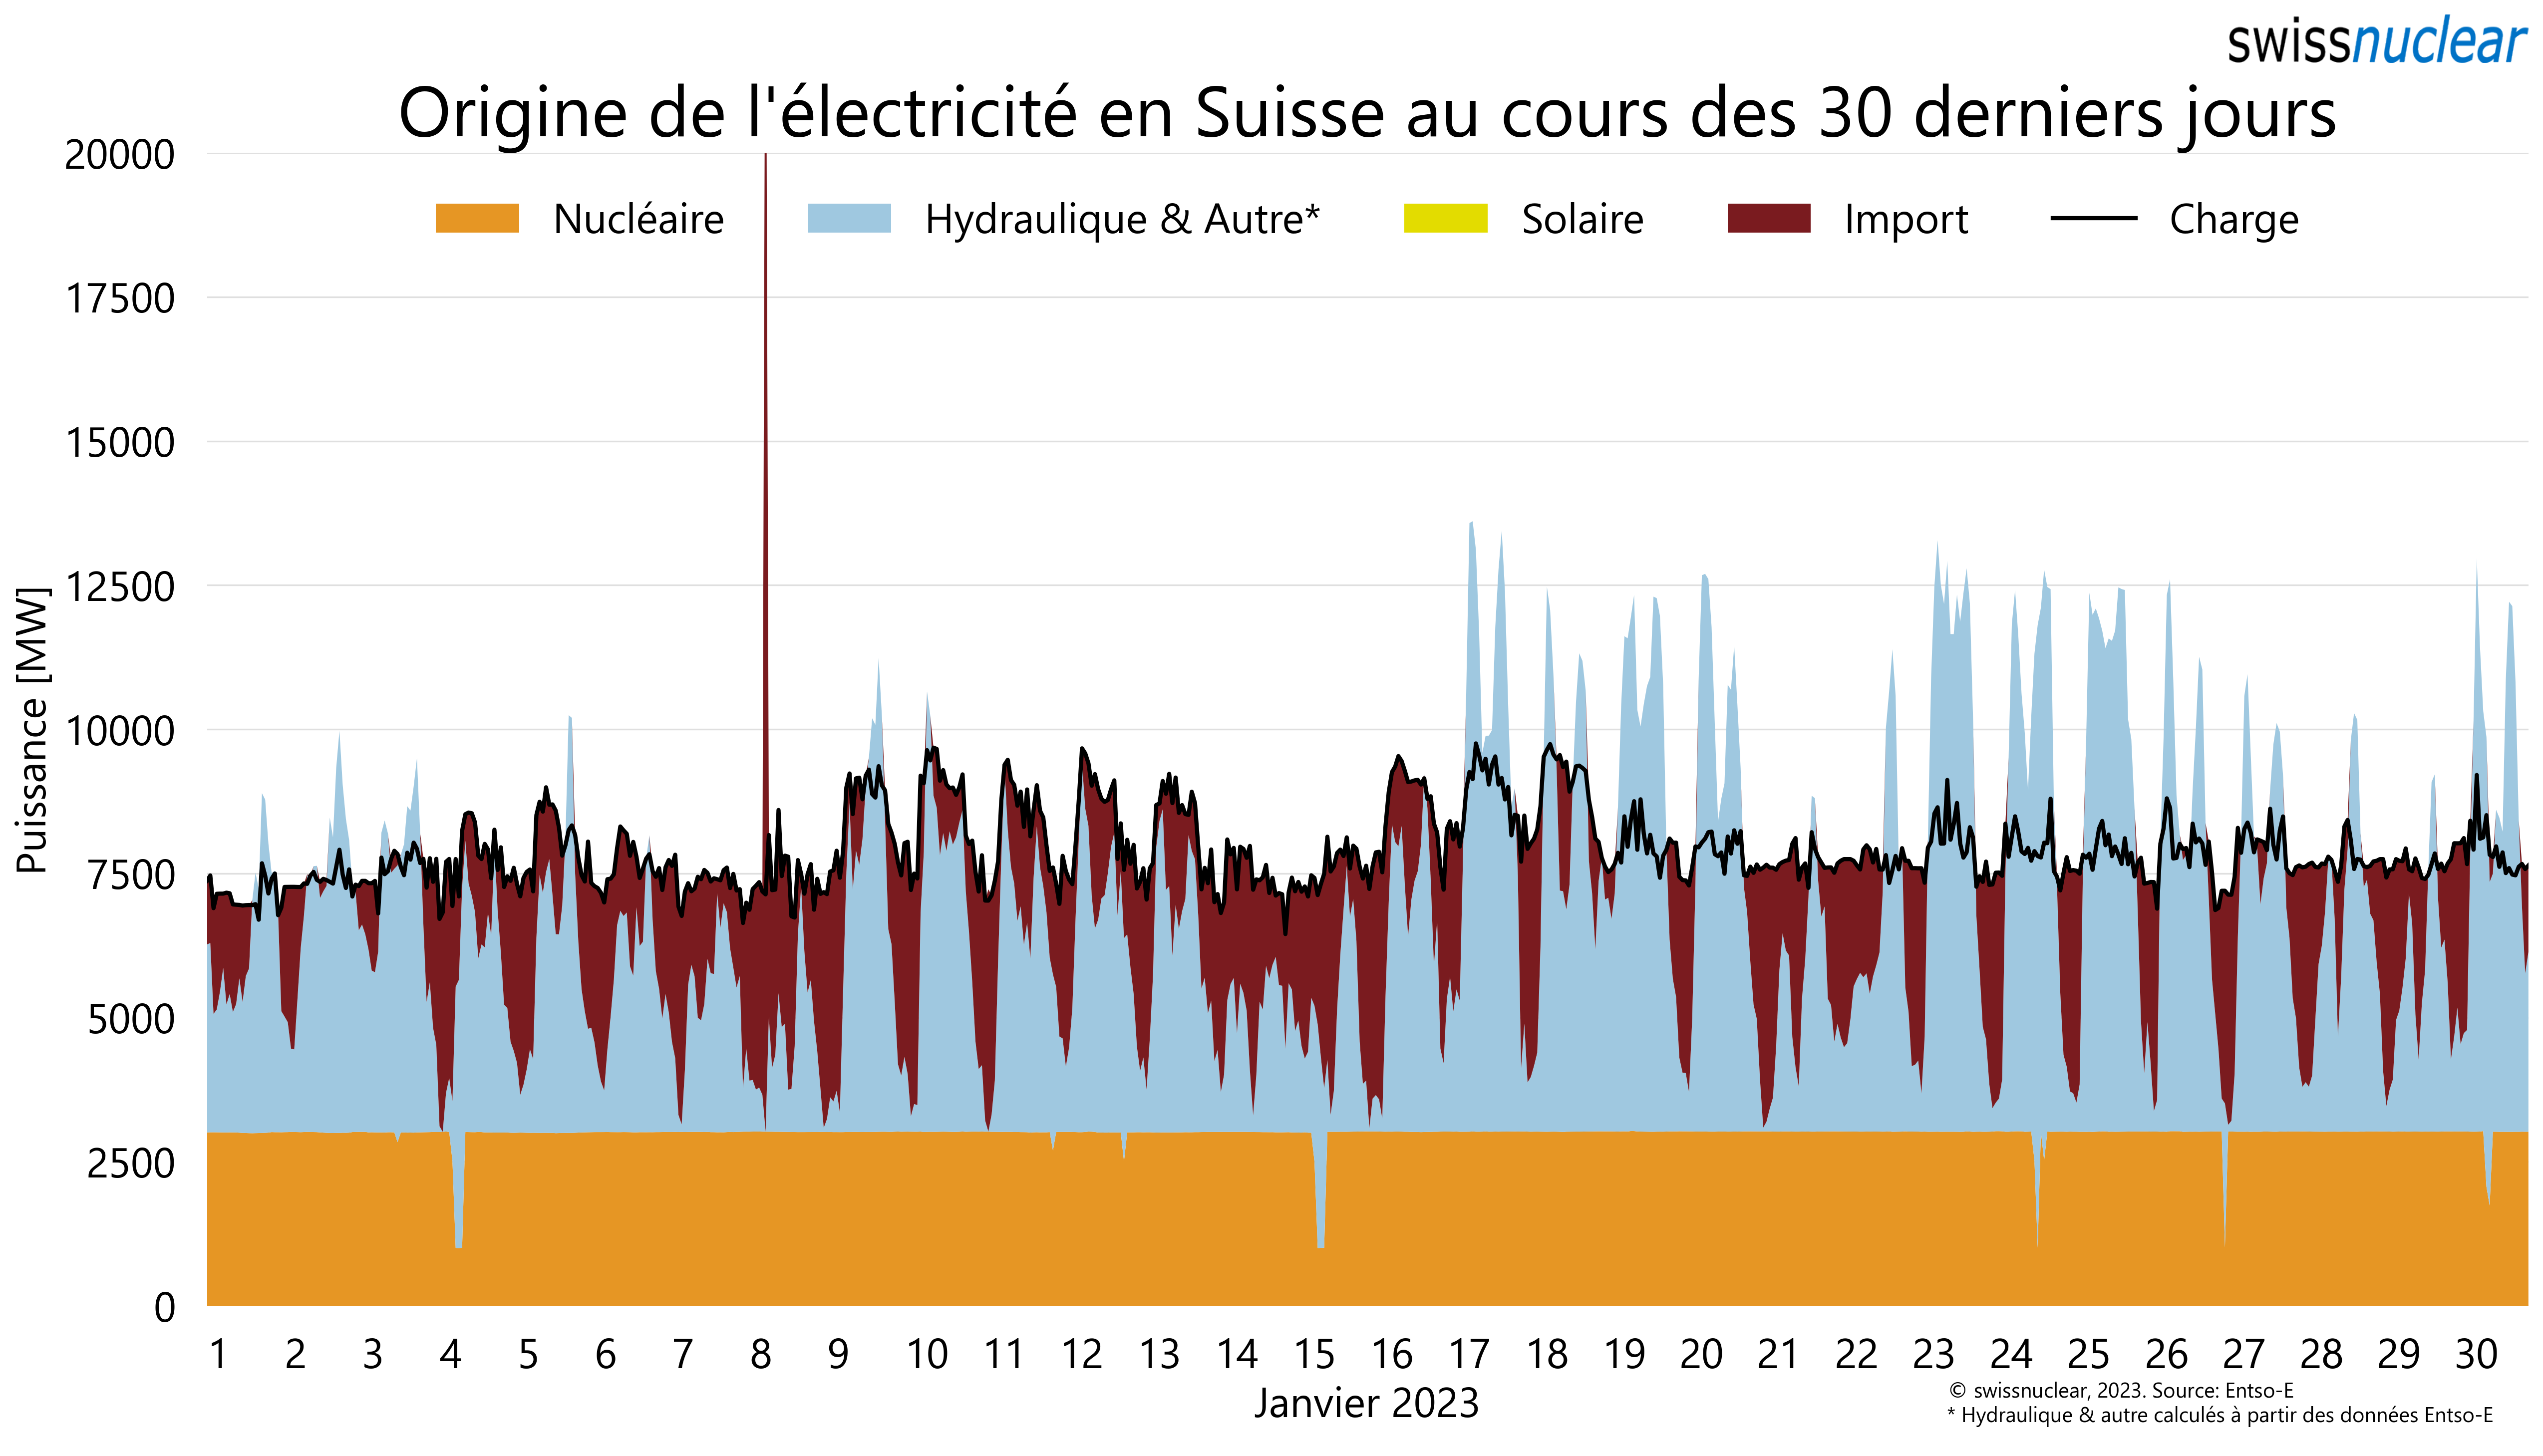 swissnuclear
Origine de l'électricité en Suisse au cours des 30 derniers jours
20000
Nucléaire Hydraulique & Autre* Solaire Import Charge
17500
15000
12500
10000
7500
5000
2500
0
Puissance [MW]
1 2 3 4 5 6 7 8 9 10 11 12 13 14 15 16 17 18 19 20 21 22 23 24 25 26 27 28 29 30
Janvier 2023
© swissnuclear, 2023. Source: Entso-E
* Hydraulique & autre calculés à partir des données Entso-E